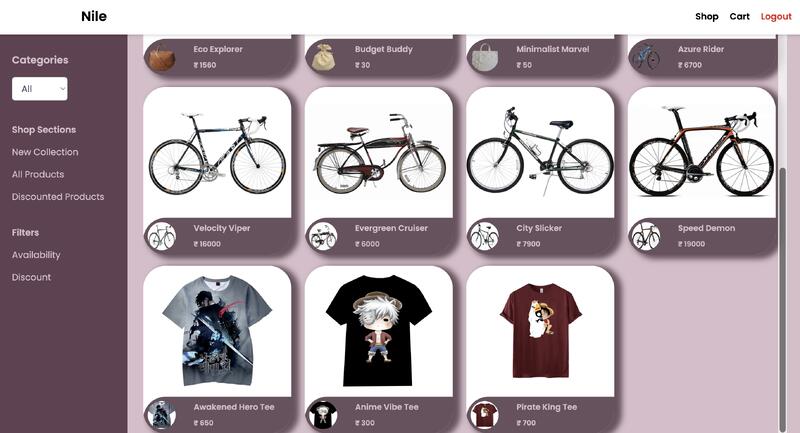 Nile
Shop Cart Logout
Categories
All
Shop Sections
New Collection
All Products
Discounted Products
Filters
Availability
Discount
Eco Explorer
₹ 1560
Budget Buddy
₹ 30
Minimalist Marvel
₹ 50
Azure Rider
₹ 6700
Velocity Viper
₹ 16000
Evergreen Cruiser
₹ 6000
City Slicker
₹ 7900
Speed Demon
₹ 19000
Awakened Hero Tee
₹ 650
Anime Vibe Tee
₹ 300
Pirate King Tee
₹ 700